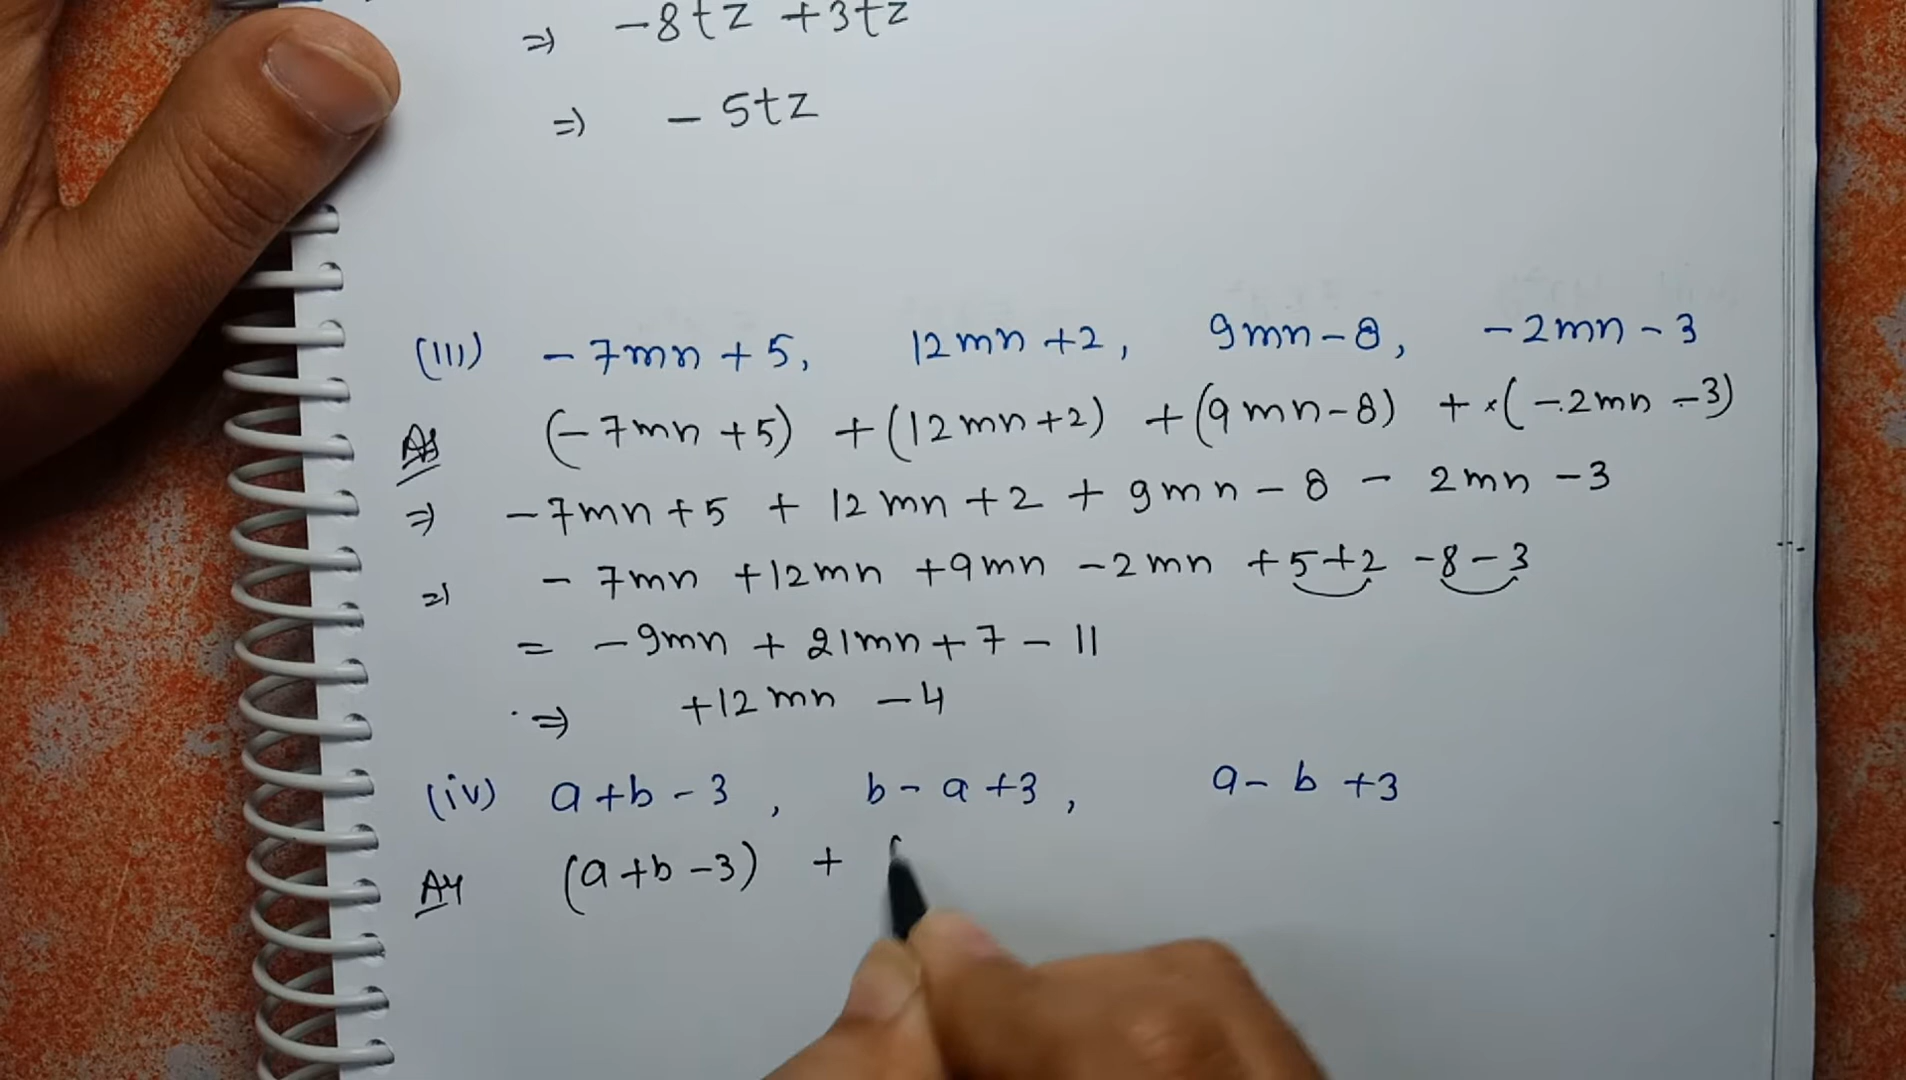 =) -8tz +3tz
=) - 5tz
(111) - 7mn + 5, 12mn +2, 9mn-8, -2mn-3
(-7mn +5) +(12mn+2) +(9mn-8) + ×(-2mn -3)
=) -7mn+5 + 12mn+2 + 9mn-8 - 2mn -3
=) - 7mn +12mn +9mn -2mn +5+2 -8-3
= -9mn + 21mn+7-11
=) +12mn -4
(iv) a+b-3, b-a+3, a-b+3
(a+b-3) + (